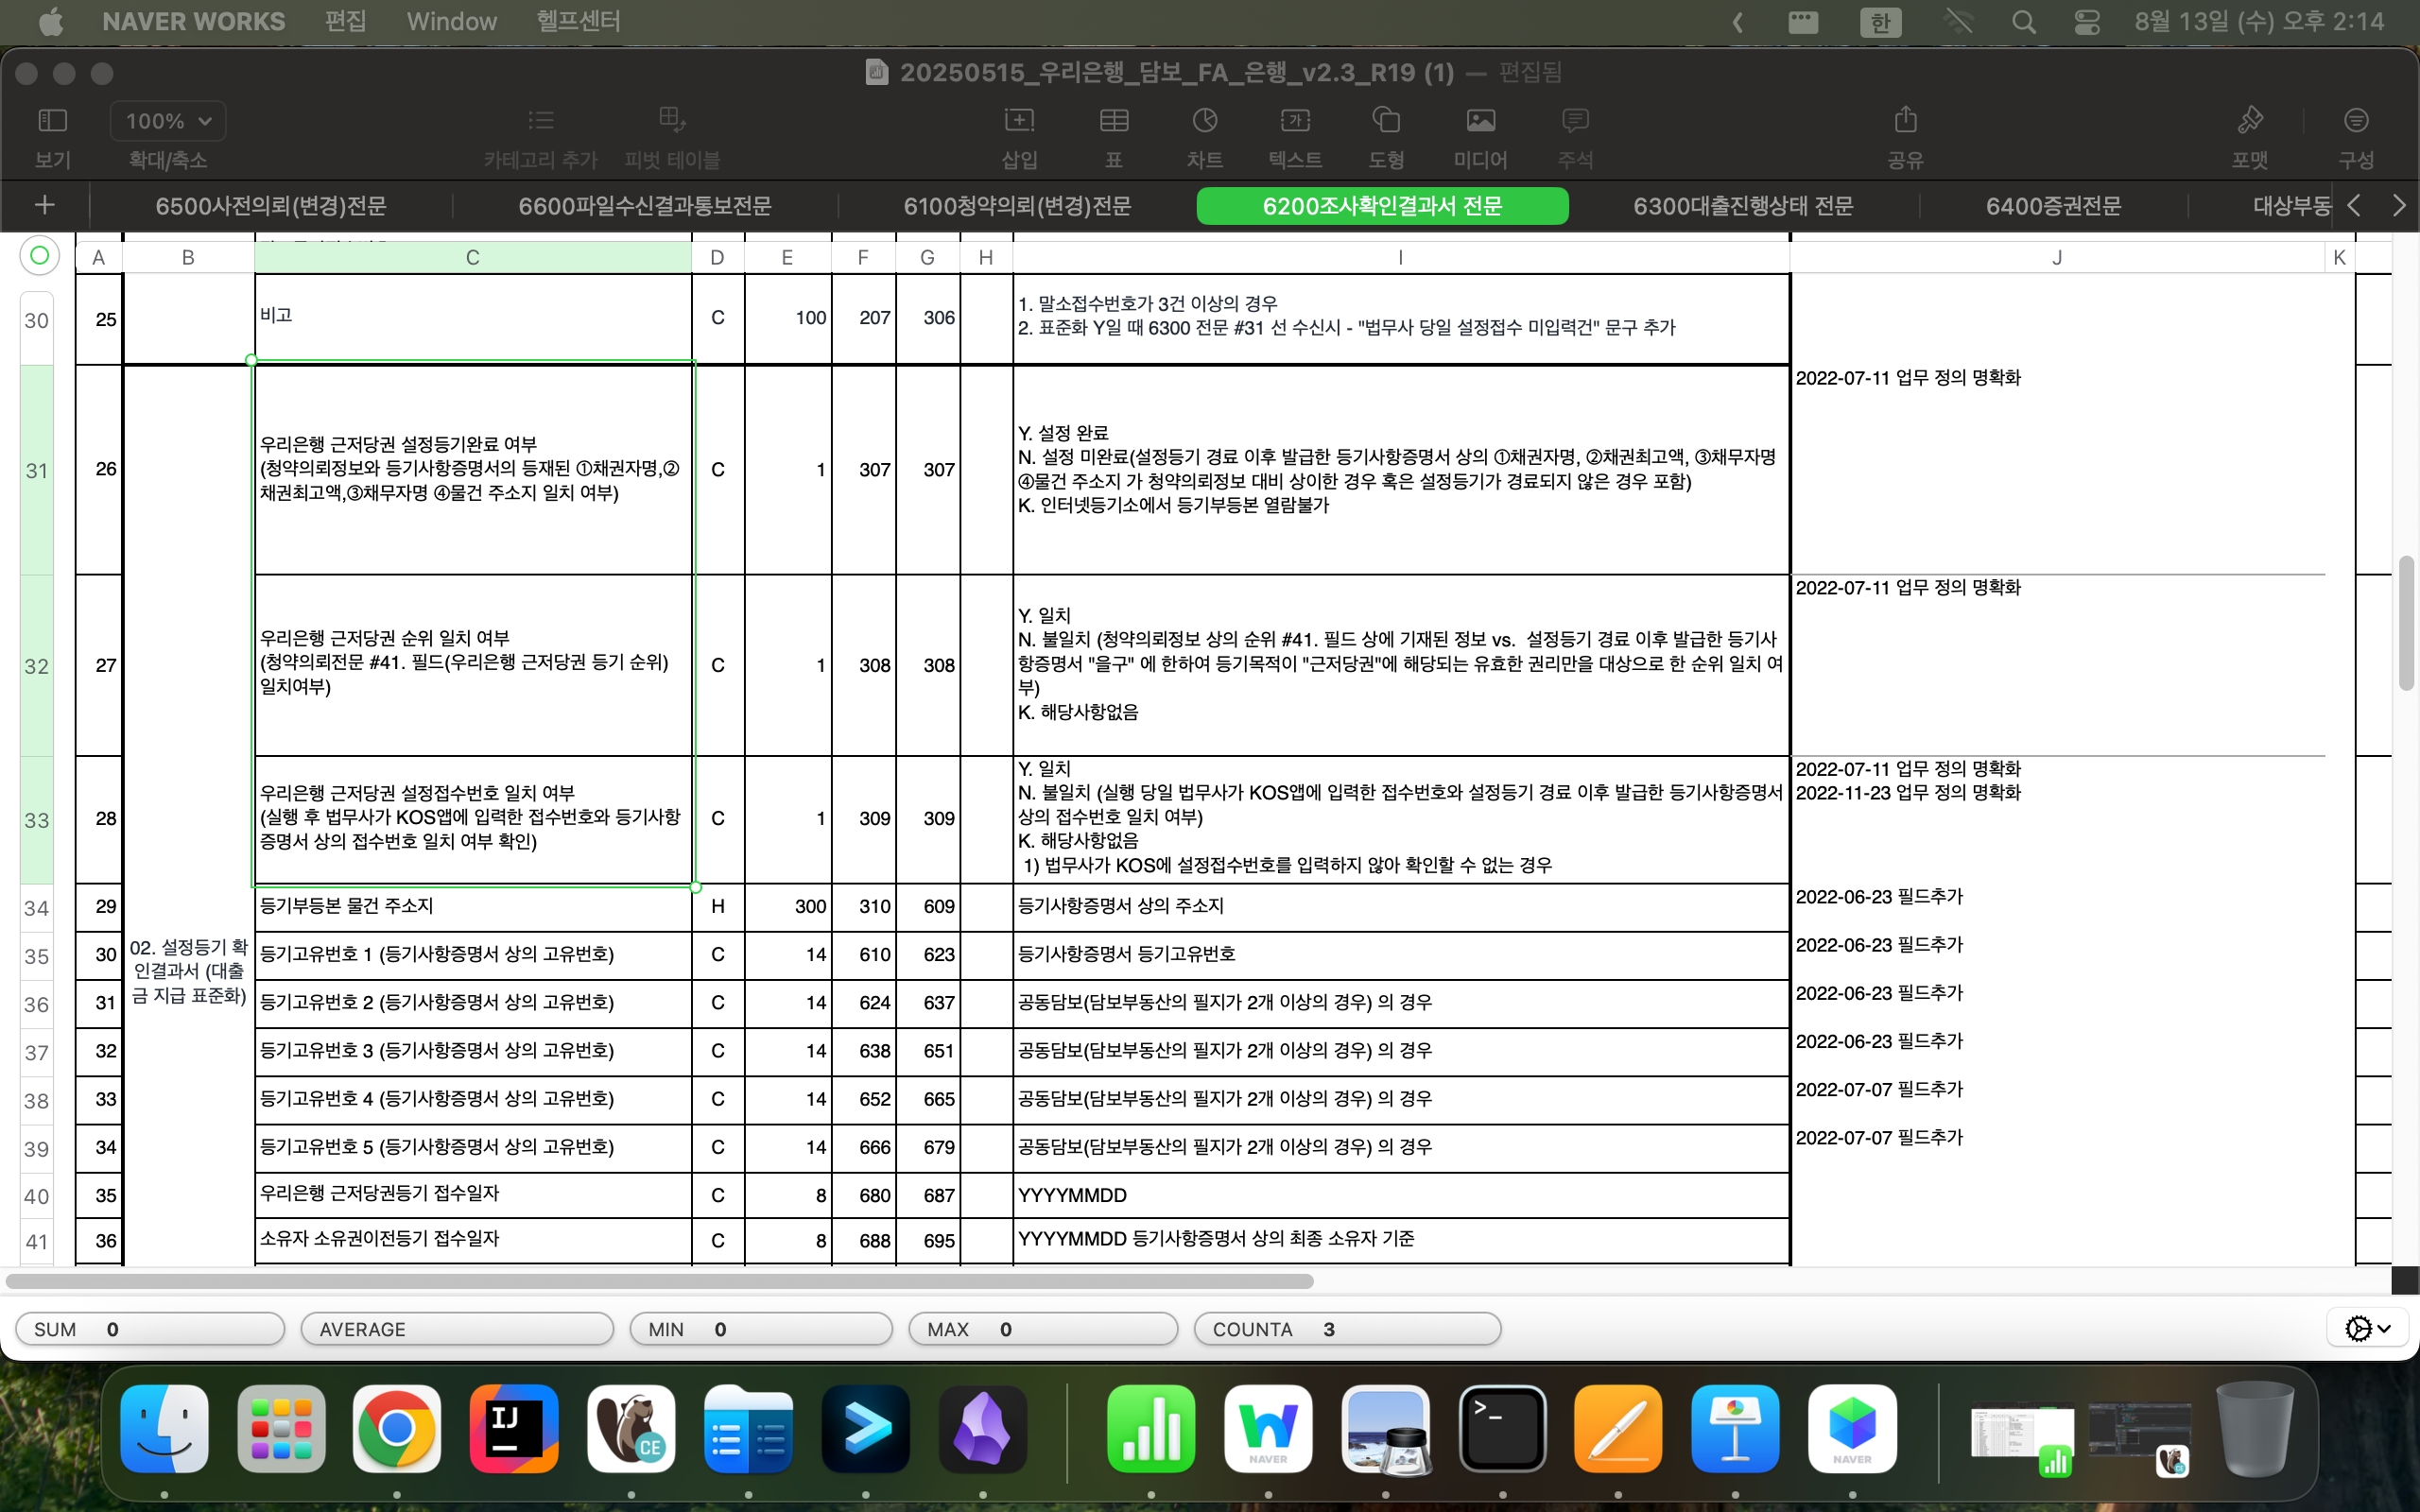 NAVER WORKS 편집 Window 헬프센터 한 8월 13일 (수) 오후 2:14
20250515_우리은행_담보_FA_은행_v2.3_R19 (1) — 편집됨
100%
보기 확대/축소 카테고리 추가 피벗 테이블 삽입 표 차트 텍스트 도형 미디어 주석 공유 포맷 구성
6500사전의뢰(변경)전문 6600파일수신결과통보전문 6100청약의뢰(변경)전문 6200조사확인결과서 전문 6300대출진행상태 전문 6400증권전문 대상부동
A B C D E F G H I J K
30 25 비고 C 100 207 306
1. 말소접수번호가 3건 이상의 경우
2. 표준화 Y일 때 6300 전문 #31 선 수신시 - "법무사 당일 설정접수 미입력건" 문구 추가
31 26
우리은행 근저당권 설정등기완료 여부
(청약의뢰정보와 등기사항증명서의 등재된 ①채권자명,②
채권최고액,③채무자명 ④물건 주소지 일치 여부)
C 1 307 307
Y. 설정 완료
N. 설정 미완료(설정등기 경료 이후 발급한 등기사항증명서 상의 ①채권자명, ②채권최고액, ③채무자명
④물건 주소지 가 청약의뢰정보 대비 상이한 경우 혹은 설정등기가 경료되지 않은 경우 포함)
K. 인터넷등기소에서 등기부등본 열람불가
2022-07-11 업무 정의 명확화
32 27
우리은행 근저당권 순위 일치 여부
(청약의뢰전문 #41. 필드(우리은행 근저당권 등기 순위)
일치여부)
C 1 308 308
Y. 일치
N. 불일치 (청약의뢰정보 상의 순위 #41. 필드 상에 기재된 정보 vs. 설정등기 경료 이후 발급한 등기사
항증명서 "을구" 에 한하여 등기목적이 "근저당권"에 해당되는 유효한 권리만을 대상으로 한 순위 일치 여
부)
K. 해당사항없음
2022-07-11 업무 정의 명확화
33 28
우리은행 근저당권 설정접수번호 일치 여부
(실행 후 법무사가 KOS앱에 입력한 접수번호와 등기사항
증명서 상의 접수번호 일치 여부 확인)
C 1 309 309
Y. 일치
N. 불일치 (실행 당일 법무사가 KOS앱에 입력한 접수번호와 설정등기 경료 이후 발급한 등기사항증명서
상의 접수번호 일치 여부)
K. 해당사항없음
1) 법무사가 KOS에 설정접수번호를 입력하지 않아 확인할 수 없는 경우
2022-07-11 업무 정의 명확화
2022-11-23 업무 정의 명확화
02. 설정등기 확
인결과서 (대출
금 지급 표준화)
34 29 등기부등본 물건 주소지 H 300 310 609 등기사항증명서 상의 주소지 2022-06-23 필드추가
35 30 등기고유번호 1 (등기사항증명서 상의 고유번호) C 14 610 623 등기사항증명서 등기고유번호 2022-06-23 필드추가
36 31 등기고유번호 2 (등기사항증명서 상의 고유번호) C 14 624 637 공동담보(담보부동산의 필지가 2개 이상의 경우) 의 경우 2022-06-23 필드추가
37 32 등기고유번호 3 (등기사항증명서 상의 고유번호) C 14 638 651 공동담보(담보부동산의 필지가 2개 이상의 경우) 의 경우 2022-06-23 필드추가
38 33 등기고유번호 4 (등기사항증명서 상의 고유번호) C 14 652 665 공동담보(담보부동산의 필지가 2개 이상의 경우) 의 경우 2022-07-07 필드추가
39 34 등기고유번호 5 (등기사항증명서 상의 고유번호) C 14 666 679 공동담보(담보부동산의 필지가 2개 이상의 경우) 의 경우 2022-07-07 필드추가
40 35 우리은행 근저당권등기 접수일자 C 8 680 687 YYYYMMDD
41 36 소유자 소유권이전등기 접수일자 C 8 688 695 YYYYMMDD 등기사항증명서 상의 최종 소유자 기준
SUM 0 AVERAGE MIN 0 MAX 0 COUNTA 3
IJ CE NAVER >_ NAVER